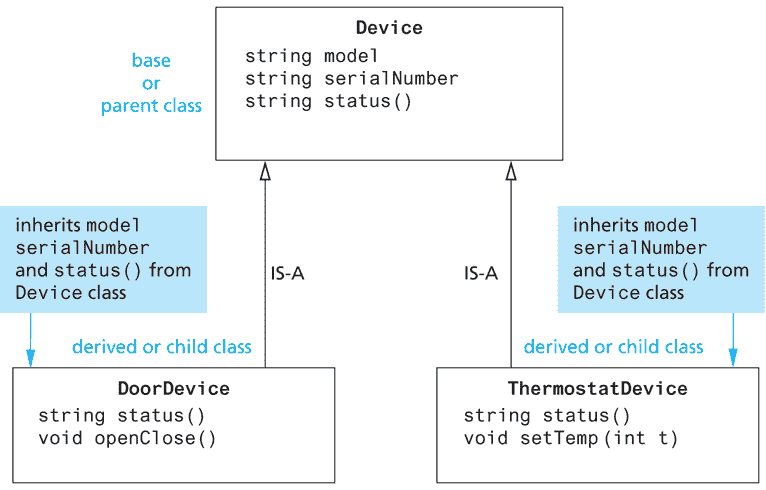 Device
string model
string serialNumber
string status()
base
or
parent class
inherits model
serialNumber
and status() from
Device class
IS-A
IS-A
inherits model
serialNumber
and status() from
Device class
derived or child class
derived or child class
DoorDevice
string status()
void openClose()
ThermostatDevice
string status()
void setTemp(int t)